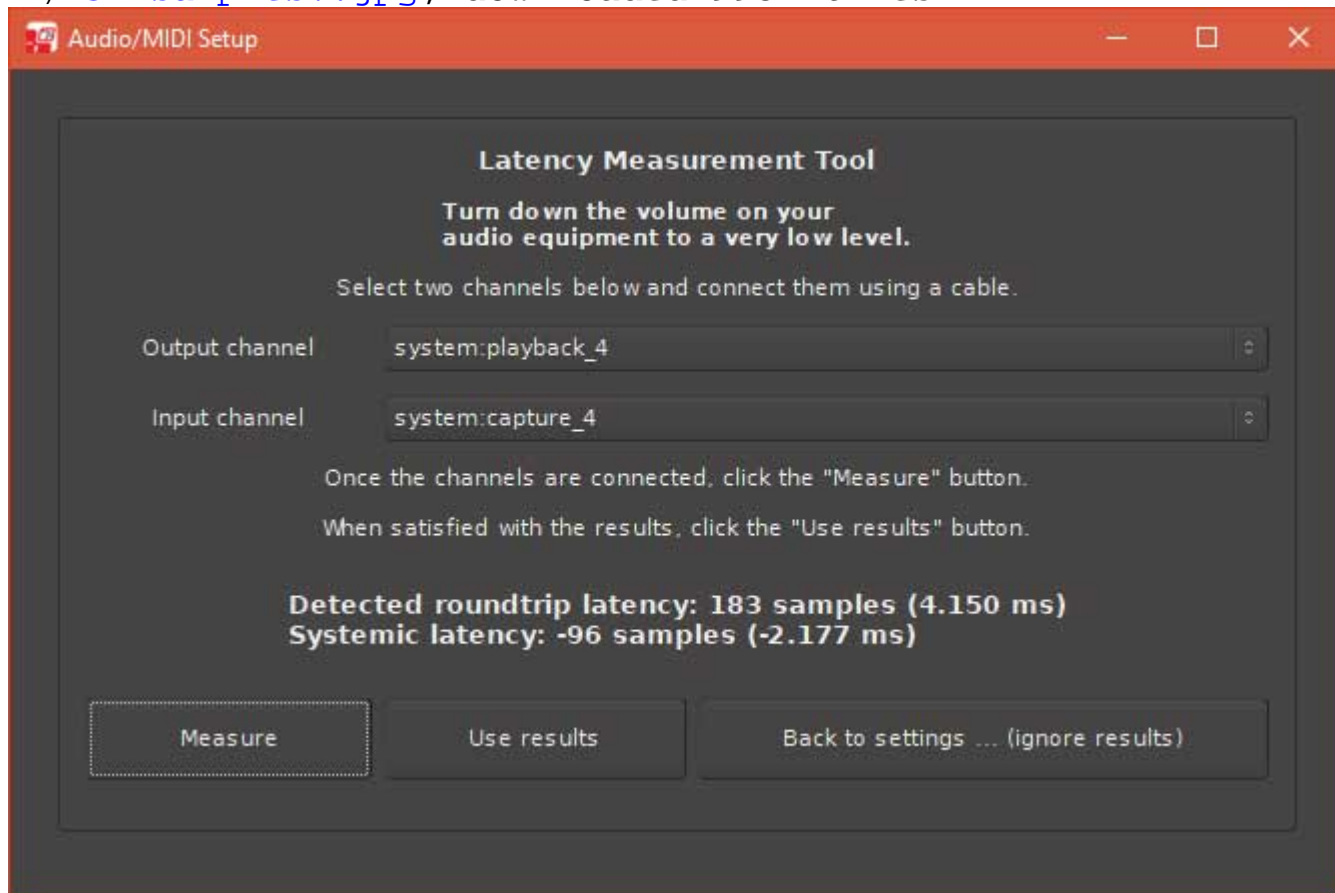 Audio/MIDI Setup
Latency Measurement Tool
Turn down the volume on your
audio equipment to a very low level.
Select two channels below and connect them using a cable.
Output channel system:playback_4
Input channel system:capture_4
Once the channels are connected, click the "Measure" button.
When satisfied with the results, click the "Use results" button.
Detected roundtrip latency: 183 samples (4.150 ms)
Systemic latency: -96 samples (-2.177 ms)
Measure Use results Back to settings ... (ignore results)